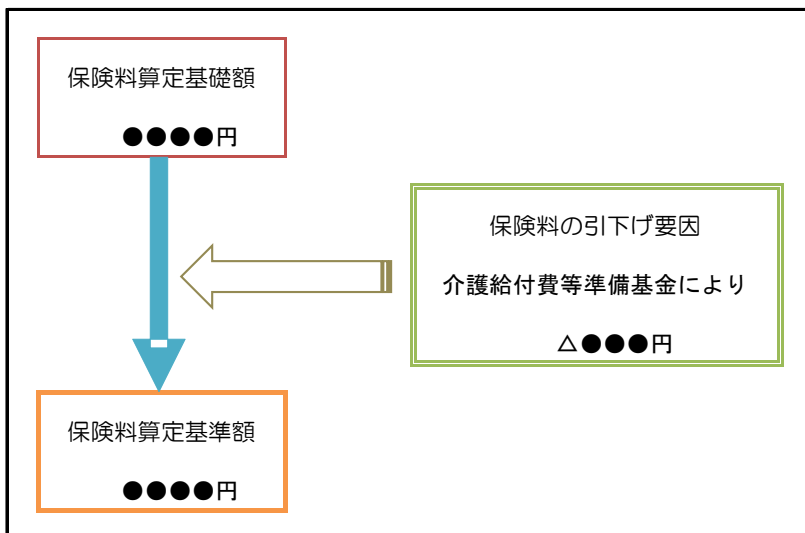 保険料算定基礎額
●●●●円
保険料の引下げ要因
介護給付費等準備基金により
△●●●円
保険料算定基準額
●●●●円